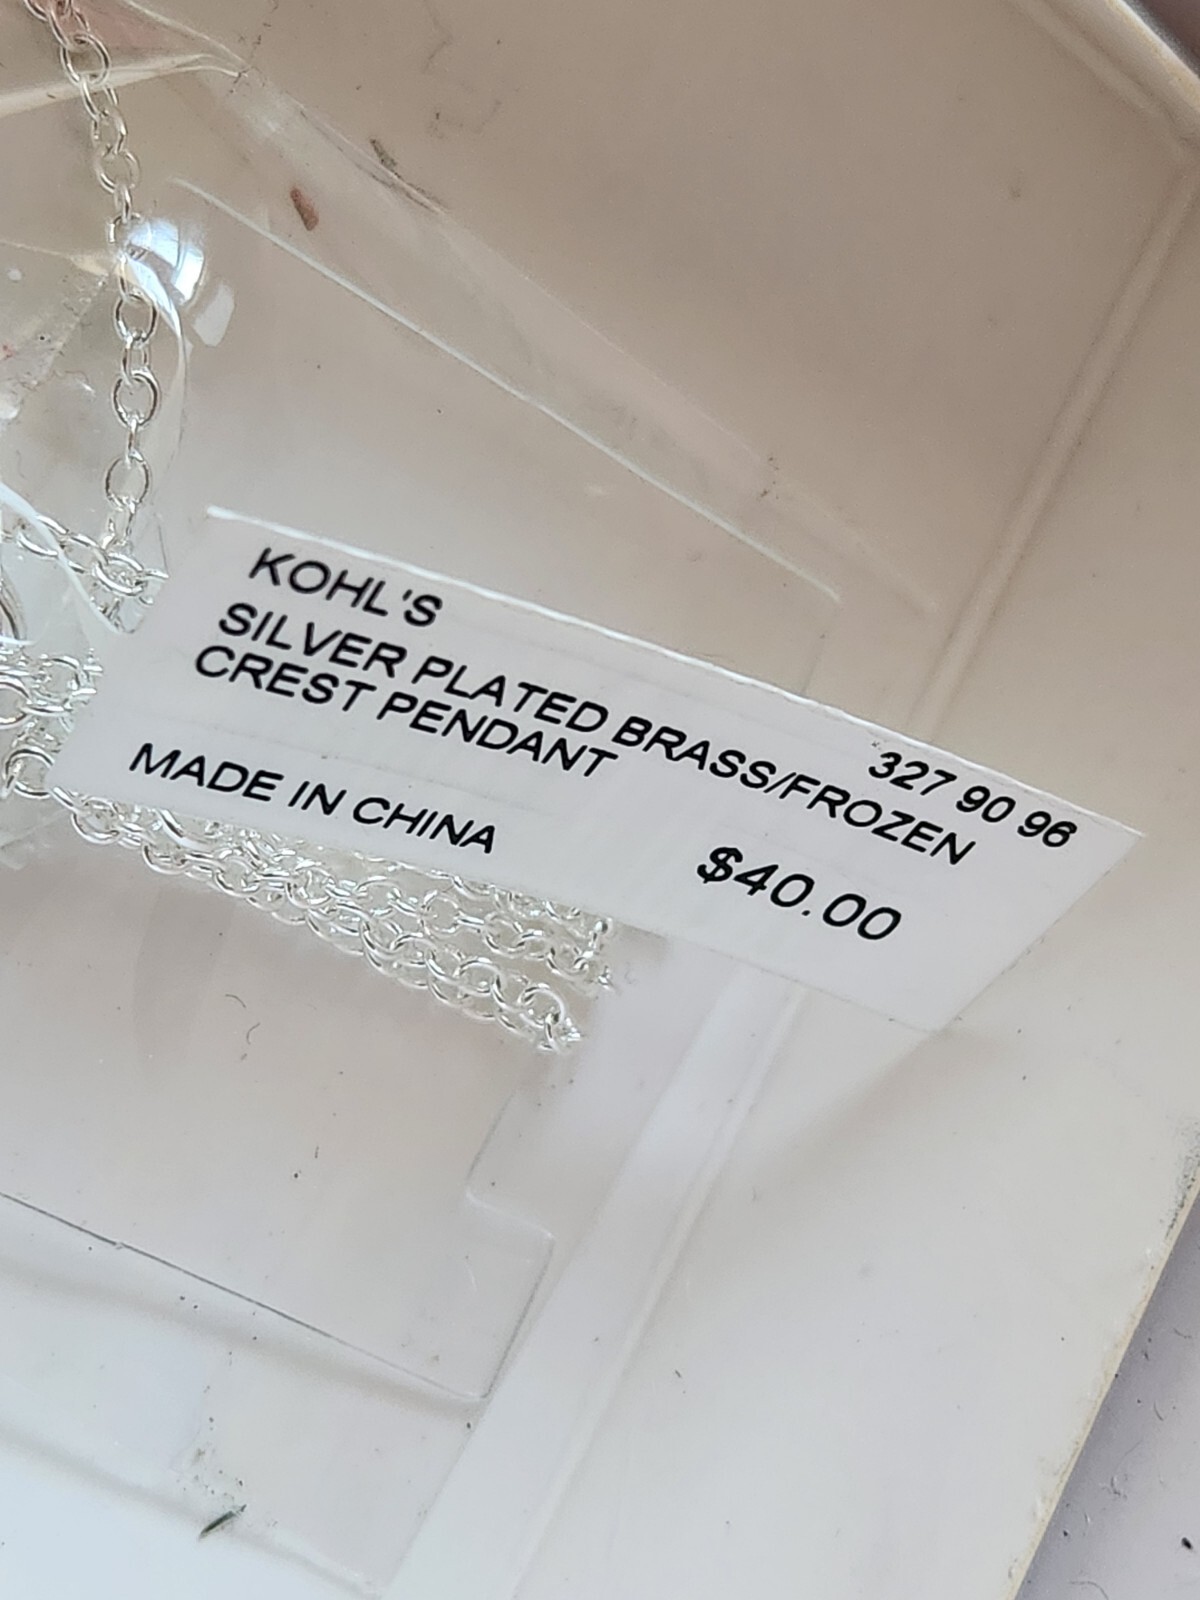 KOHL'S
327 90 96
SILVER PLATED BRASS/FROZEN
CREST PENDANT
MADE IN CHINA
$40.00